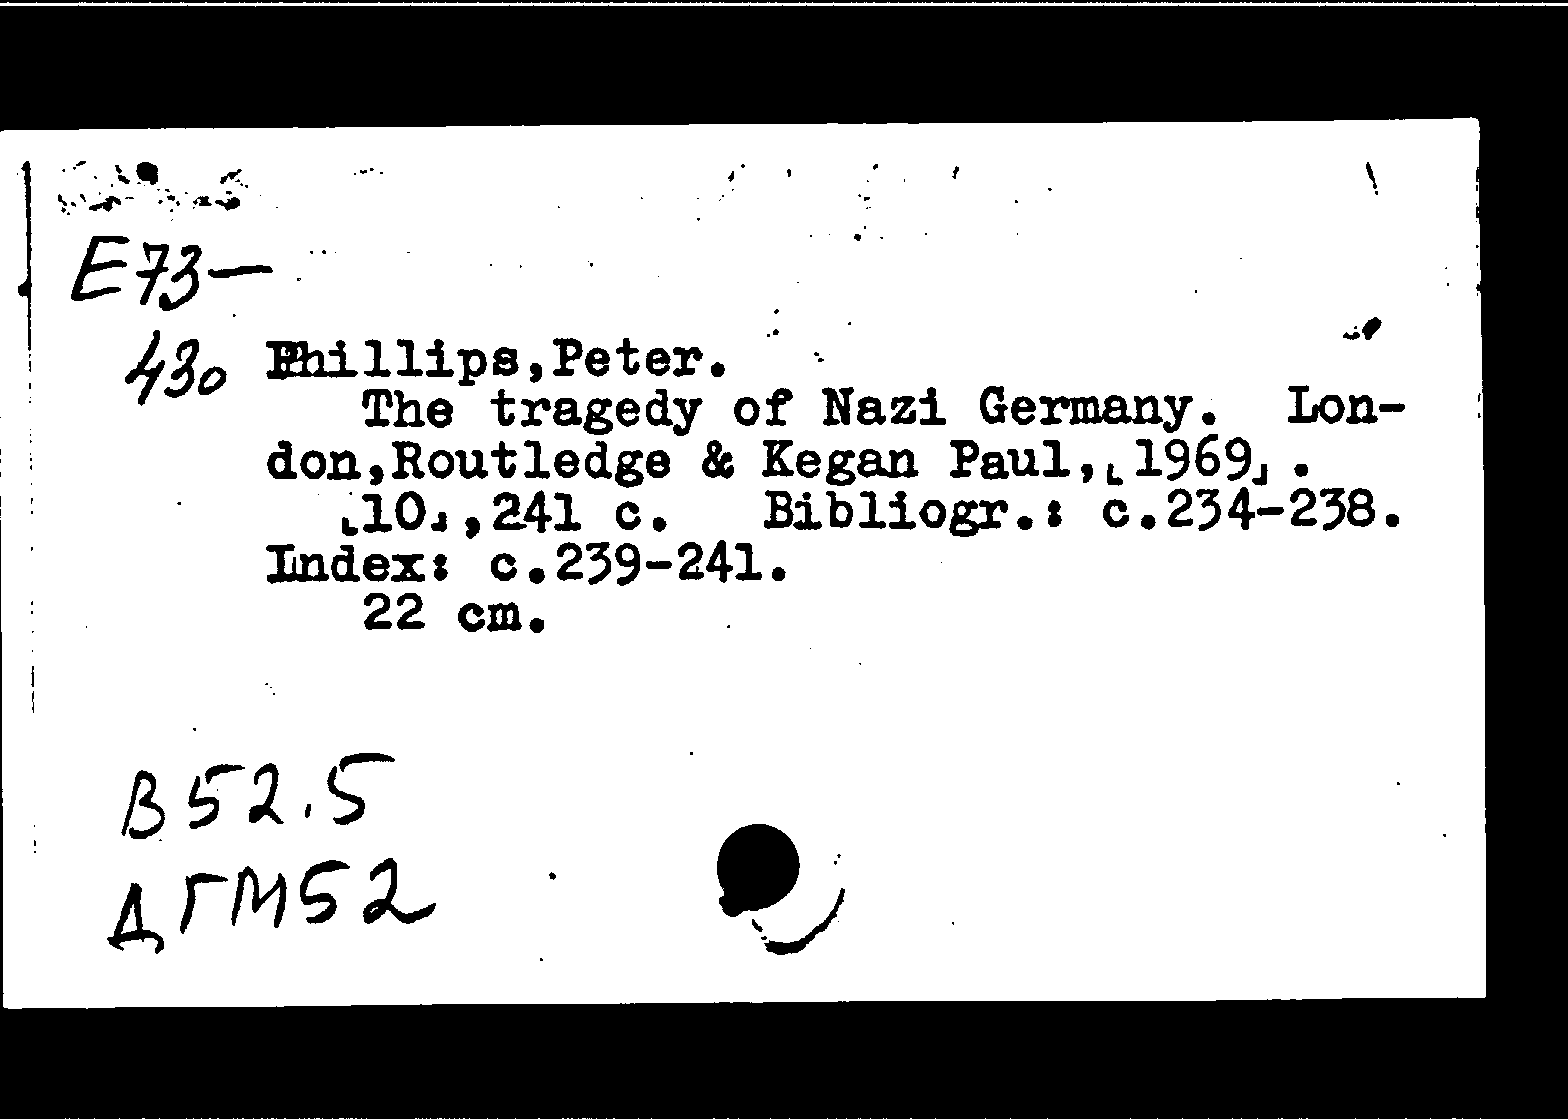 E73—
430
Phillips,Peter.
The tragedy of Nazi Germany. Lon-
don,Routledge & Kegan Paul,[1969].
[10],241 с. Bibliogr.: с.234-238.
Index: с.239-241.
22 cm.
В52.5
ДГМ52